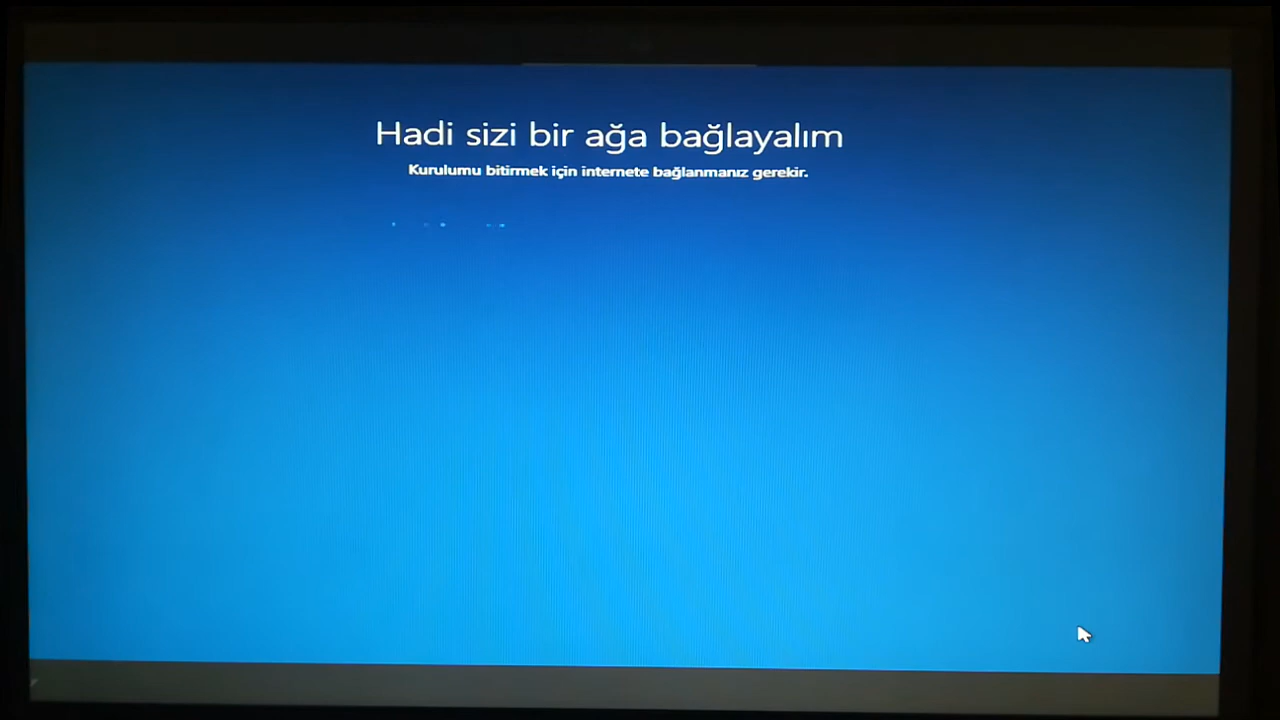 Hadi sizi bir ağa bağlayalım
Kurulumu bitirmek için internete bağlanmanız gerekir.